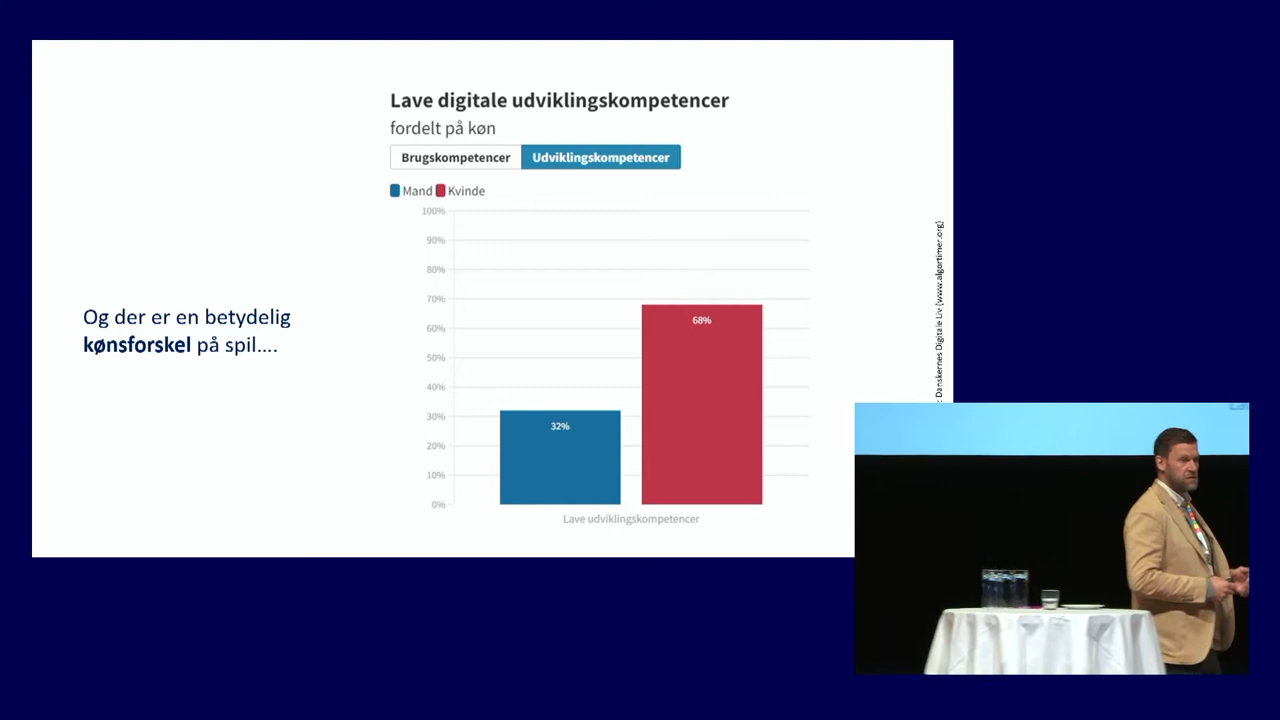 Lave digitale udviklingskompetencer
fordelt på køn
Brugskompetencer
Udviklingskompetencer
Mand
Kvinde
100%
90%
80%
70%
60%
50%
40%
30%
20%
10%
0%
32%
68%
Lave udviklingskompetencer
Og der er en betydelig
kønsforskel på spil....
: Danskernes Digitale Liv (www.algortimer.org)